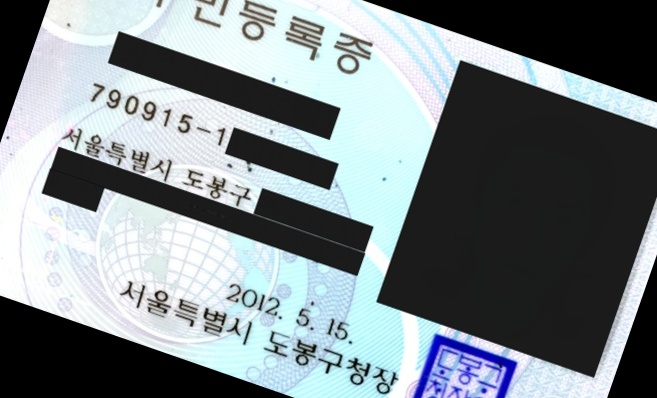 주민등록증
790915-1
서울특별시 도봉구
2012. 5. 15.
서울특별시 도봉구청장